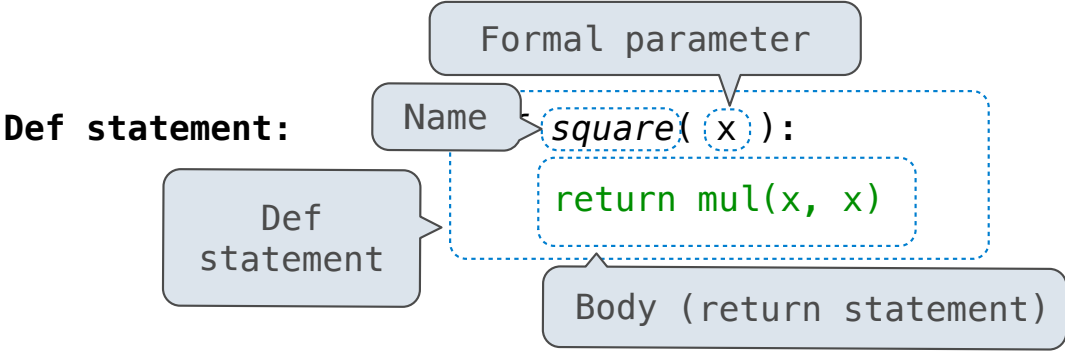 Formal parameter
Name
Def statement: square( x ):
Def
statement
return mul(x, x)
Body (return statement)